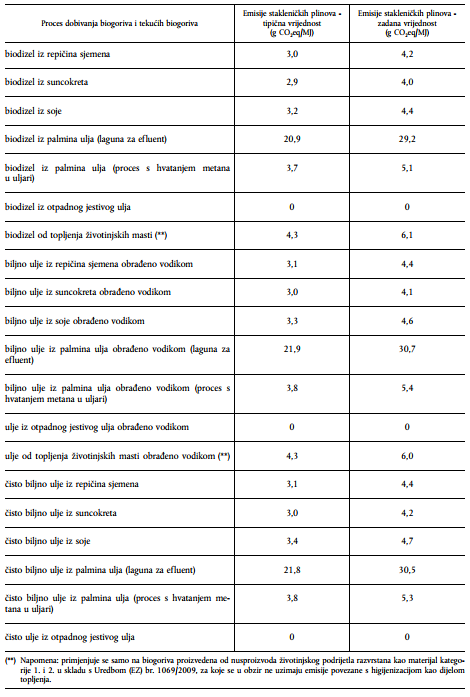 Proces dobivanja biogoriva i tekućih biogoriva
Emisije stakleničkih plinova -
tipična vrijednost
(g CO₂eq/MJ)
Emisije stakleničkih plinova -
zadana vrijednost
(g CO₂eq/MJ)
biodizel iz repičina sjemena 3,0 4,2
biodizel iz suncokreta 2,9 4,0
biodizel iz soje 3,2 4,4
biodizel iz palmina ulja (laguna za efluent) 20,9 29,2
biodizel iz palmina ulja (proces s hvatanjem metana
u uljari) 3,7 5,1
biodizel iz otpadnog jestivog ulja 0 0
biodizel od topljenja životinjskih masti (**) 4,3 6,1
biljno ulje iz repičina sjemena obrađeno vodikom 3,1 4,4
biljno ulje iz suncokreta obrađeno vodikom 3,0 4,1
biljno ulje iz soje obrađeno vodikom 3,3 4,6
biljno ulje iz palmina ulja obrađeno vodikom (laguna za
efluent) 21,9 30,7
biljno ulje iz palmina ulja obrađeno vodikom (proces s
hvatanjem metana u uljari) 3,8 5,4
ulje iz otpadnog jestivog ulja obrađeno vodikom 0 0
ulje od topljenja životinjskih masti obrađeno vodikom (**) 4,3 6,0
čisto biljno ulje iz repičina sjemena 3,1 4,4
čisto biljno ulje iz suncokreta 3,0 4,2
čisto biljno ulje iz soje 3,4 4,7
čisto biljno ulje iz palmina ulja (laguna za efluent) 21,8 30,5
čisto biljno ulje iz palmina ulja (proces s hvatanjem me-
tana u uljari) 3,8 5,3
čisto ulje iz otpadnog jestivog ulja 0 0
(**) Napomena: primjenjuje se samo na biogoriva proizvedena od nusproizvoda životinjskog podrijetla razvrstana kao materijal katego-
rije 1. i 2. u skladu s Uredbom (EZ) br. 1069/2009, za koje se u obzir ne uzimaju emisije povezane s higijenizacijom kao dijelom
topljenja.